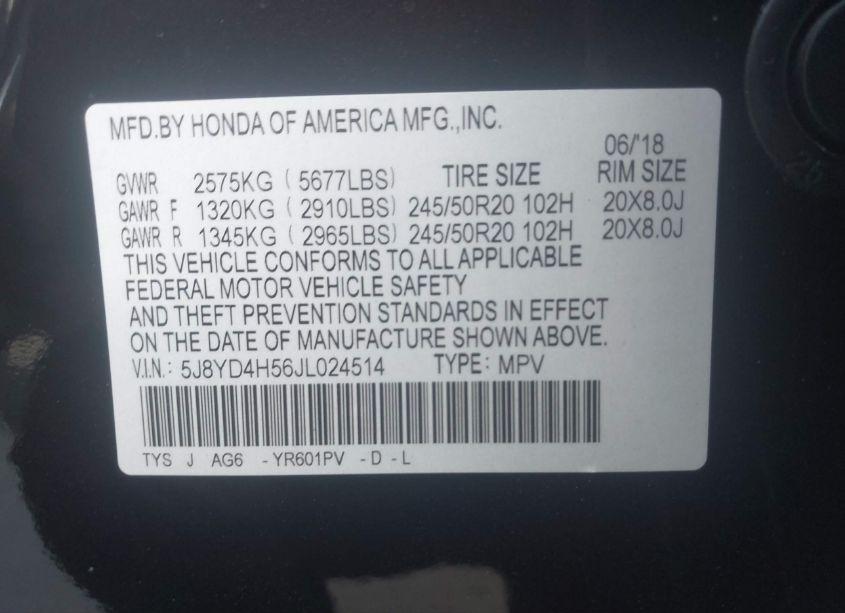 MFD.BY HONDA OF AMERICA MFG.,INC.
06/'18
GVWR 2575KG ( 5677LBS) TIRE SIZE RIM SIZE
GAWR F 1320KG ( 2910LBS) 245/50R20 102H 20X8.0J
GAWR R 1345KG ( 2965LBS) 245/50R20 102H 20X8.0J
THIS VEHICLE CONFORMS TO ALL APPLICABLE
FEDERAL MOTOR VEHICLE SAFETY
AND THEFT PREVENTION STANDARDS IN EFFECT
ON THE DATE OF MANUFACTURE SHOWN ABOVE.
V.I.N.: 5J8YD4H56JL024514 TYPE: MPV
TYS J AG6 -YR601PV -D -L